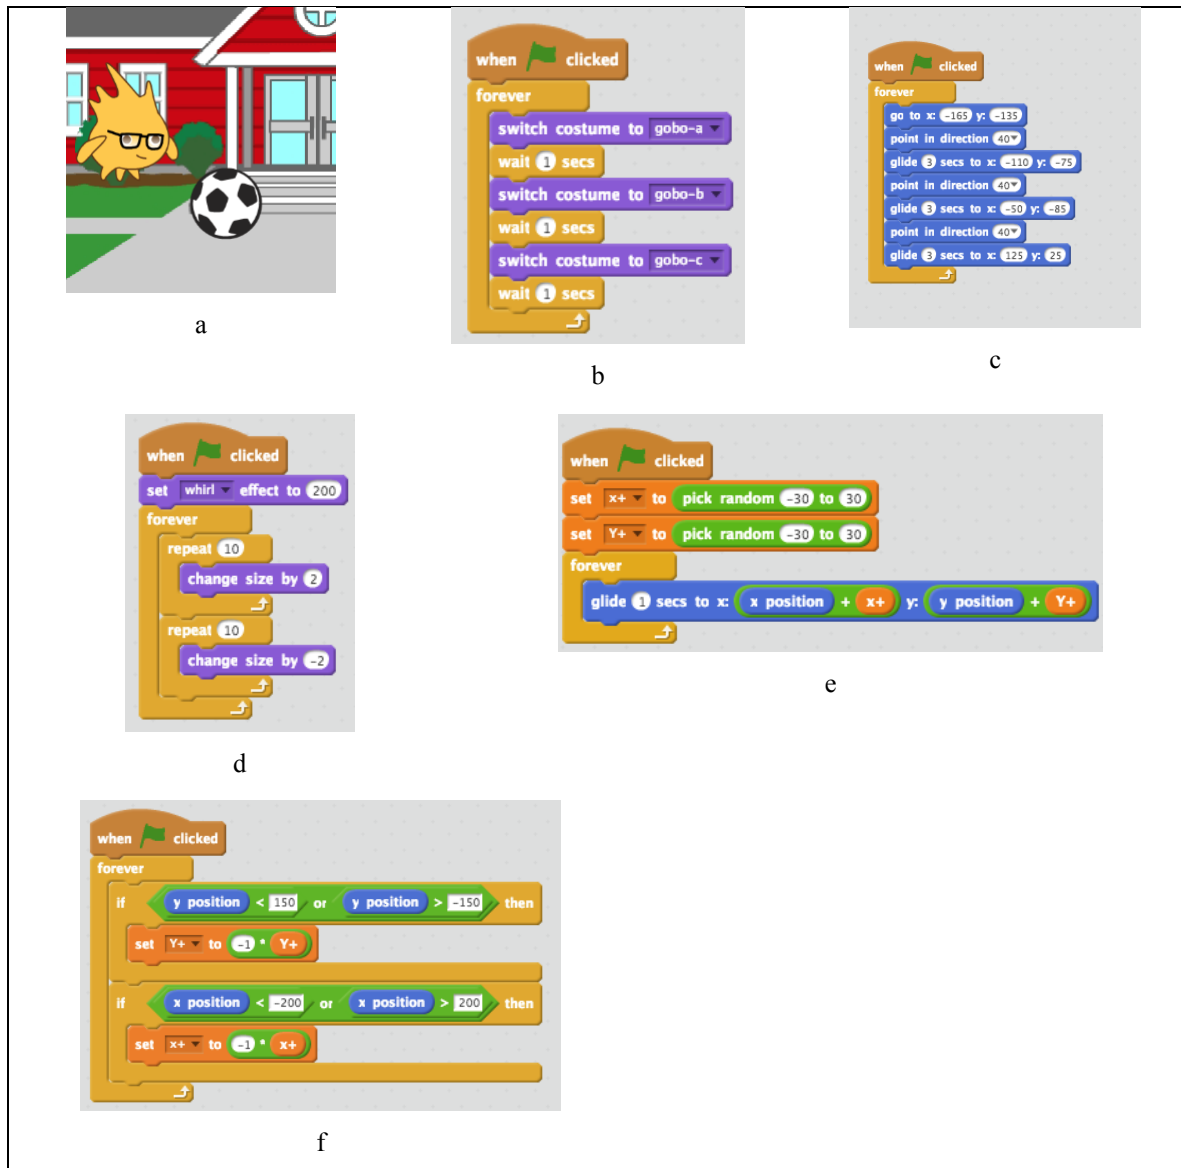 a
when clicked
forever
switch costume to gobo-a
wait 1 secs
switch costume to gobo-b
wait 1 secs
switch costume to gobo-c
wait 1 secs
b
when clicked
forever
go to x: -165 y: -135
point in direction 40
glide 3 secs to x: -110 y: -75
point in direction 40
glide 3 secs to x: -50 y: -85
point in direction 40
glide 3 secs to x: 125 y: 25
c
when clicked
set whirl effect to 200
forever
repeat 10
change size by 2
repeat 10
change size by -2
d
when clicked
set x+ to pick random -30 to 30
set Y+ to pick random -30 to 30
forever
glide 1 secs to x: x position + x+ y: y position + Y+
e
when clicked
forever
if y position < 150 or y position > -150 then
set Y+ to -1 * Y+
if x position < -200 or x position > 200 then
set x+ to -1 * x+
f